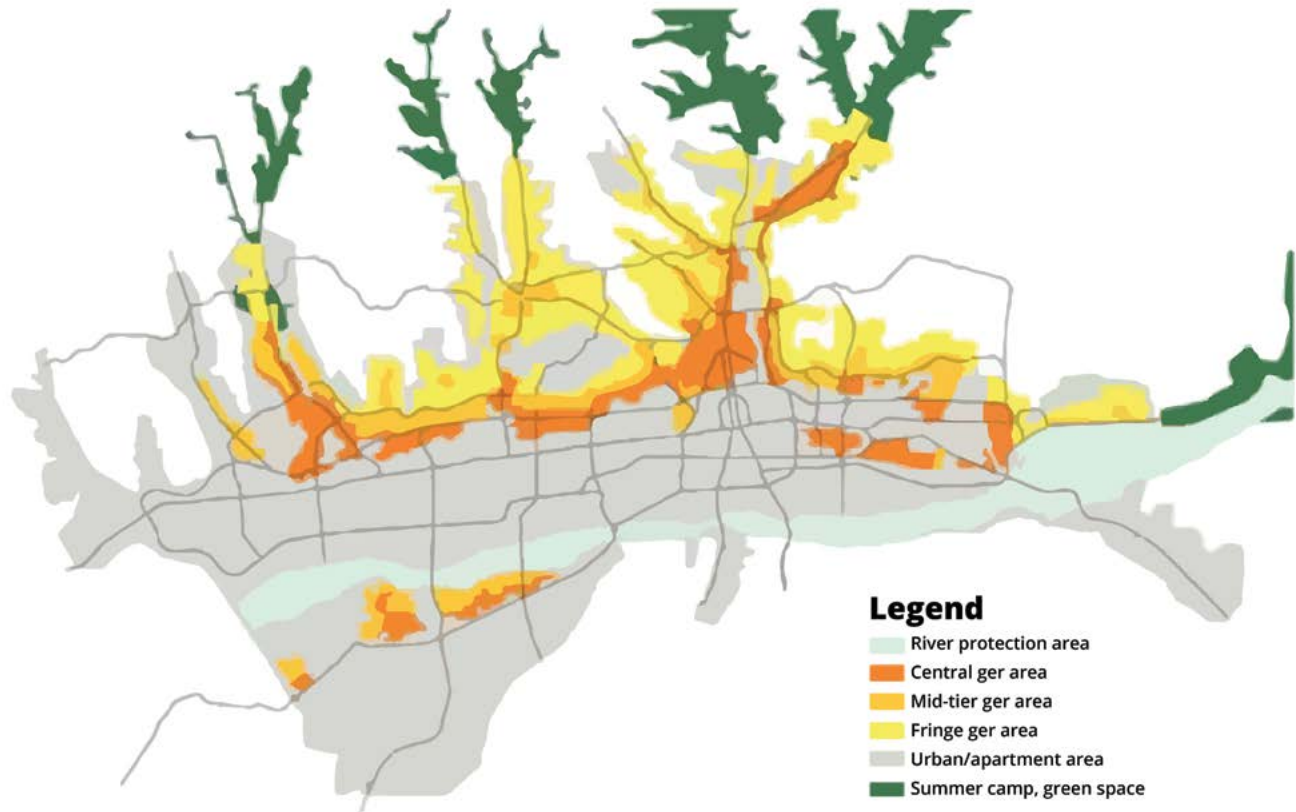 Legend
River protection area
Central ger area
Mid-tier ger area
Fringe ger area
Urban/apartment area
Summer camp, green space